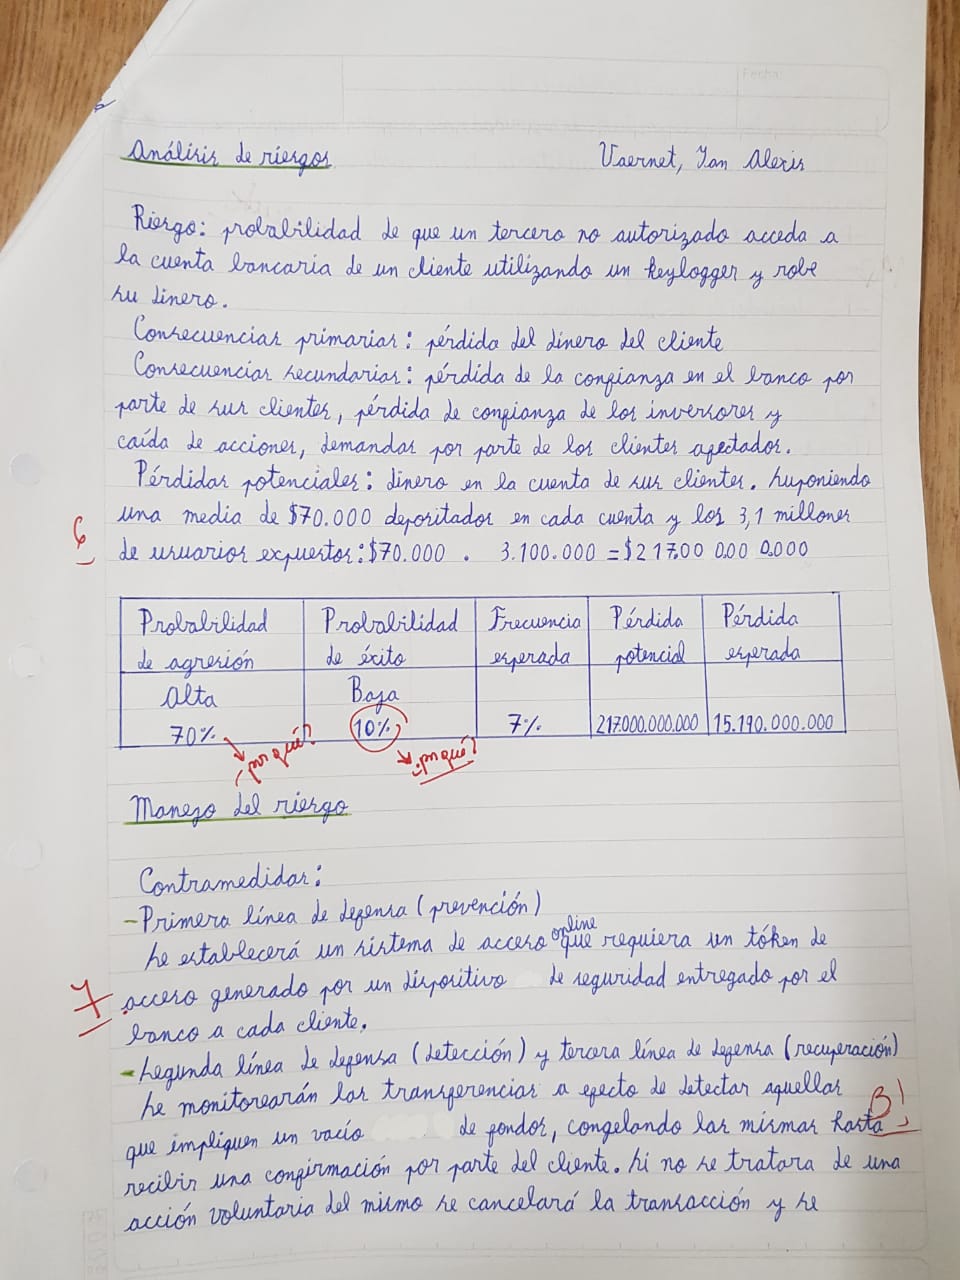 Fecha:
Análisis de riesgos
Vaernet, Ian Alexis
Riesgo: probabilidad de que un tercero no autorizado acceda a
la cuenta bancaria de un cliente utilizando un keylogger y robe
su dinero.
Consecuencias primarias: pérdida del dinero del cliente
Consecuencias secundarias: pérdida de la confianza en el banco por
parte de sus clientes, pérdida de confianza de los inversores y
caída de acciones, demandas por parte de los clientes afectados.
Pérdidas potenciales: dinero en la cuenta de sus clientes. Suponiendo
una media de $70.000 depositados en cada cuenta y los 3,1 millones
6
de usuarios expuestos: $70.000 . 3.100.000 = $217.000.000.000
Probabilidad de agresión
Probabilidad de éxito
Frecuencia esperada
Pérdida potencial
Pérdida esperada
Alta 70%
Baja 10%
7%
217.000.000.000
15.190.000.000
¿por qué?
¿por qué?
Manejo del riesgo
Contramedidas:
-Primera línea de defensa (prevención)
Se establecerá un sistema de acceso online que requiera un tóken de
7
acceso generado por un dispositivo de seguridad entregado por el
banco a cada cliente.
-Segunda línea de defensa (detección) y tercera línea de defensa (recuperación)
Se monitorearán las transferencias a efecto de detectar aquellas
que impliquen un vacío de fondos, congelando las mismas hasta
recibir una confirmación por parte del cliente. Si no se tratara de una
acción voluntaria del mismo se cancelará la transacción y se